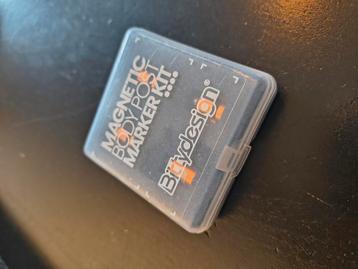 MAGNETIC
BODY POST
MARKER KIT
Bittydesign®